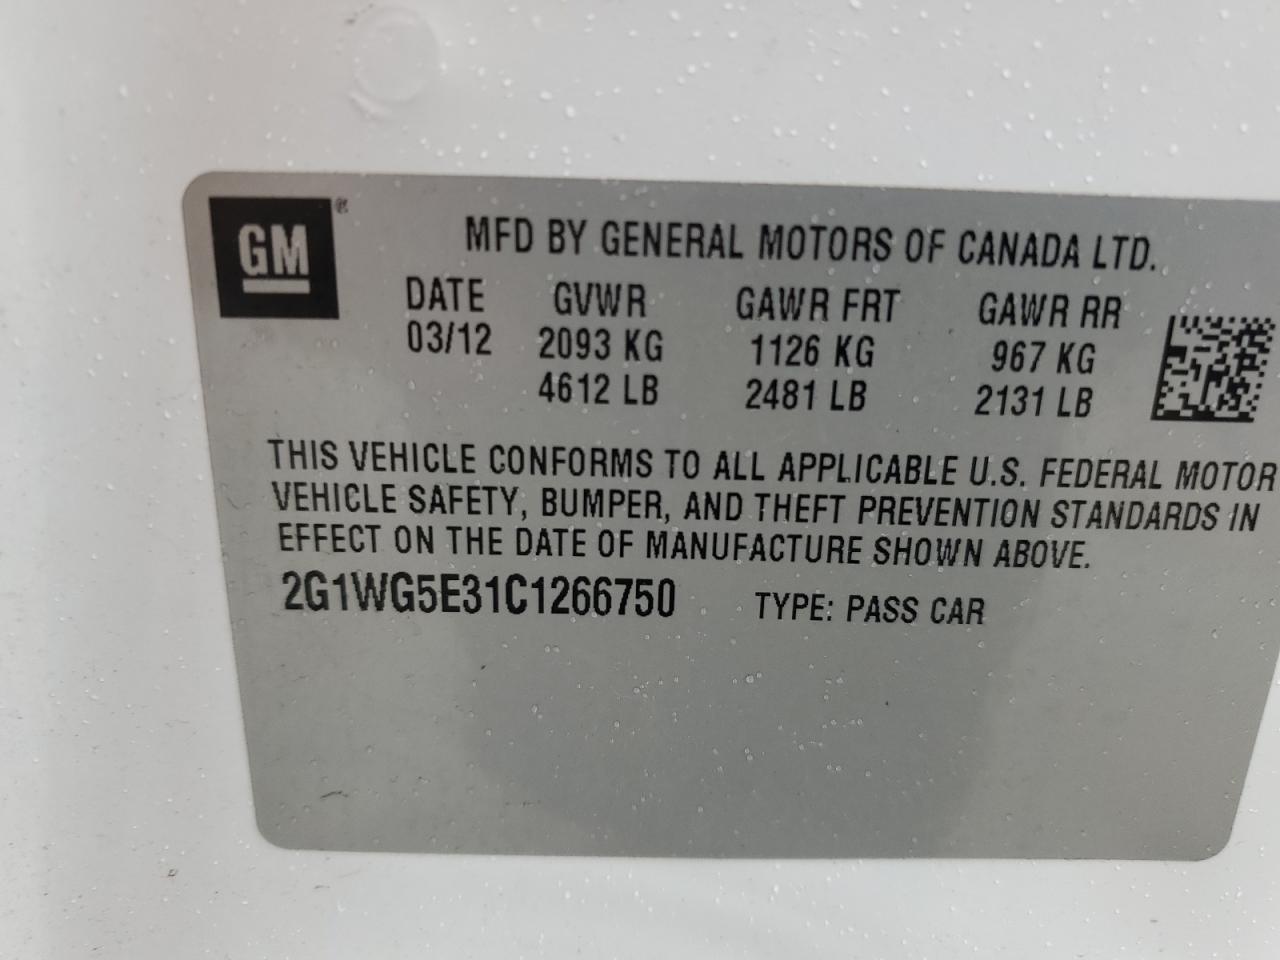 GM®
MFD BY GENERAL MOTORS OF CANADA LTD.
DATE GVWR GAWR FRT GAWR RR
03/12 2093 KG 1126 KG 967 KG
4612 LB 2481 LB 2131 LB
THIS VEHICLE CONFORMS TO ALL APPLICABLE U.S. FEDERAL MOTOR
VEHICLE SAFETY, BUMPER, AND THEFT PREVENTION STANDARDS IN
EFFECT ON THE DATE OF MANUFACTURE SHOWN ABOVE.
2G1WG5E31C1266750 TYPE: PASS CAR